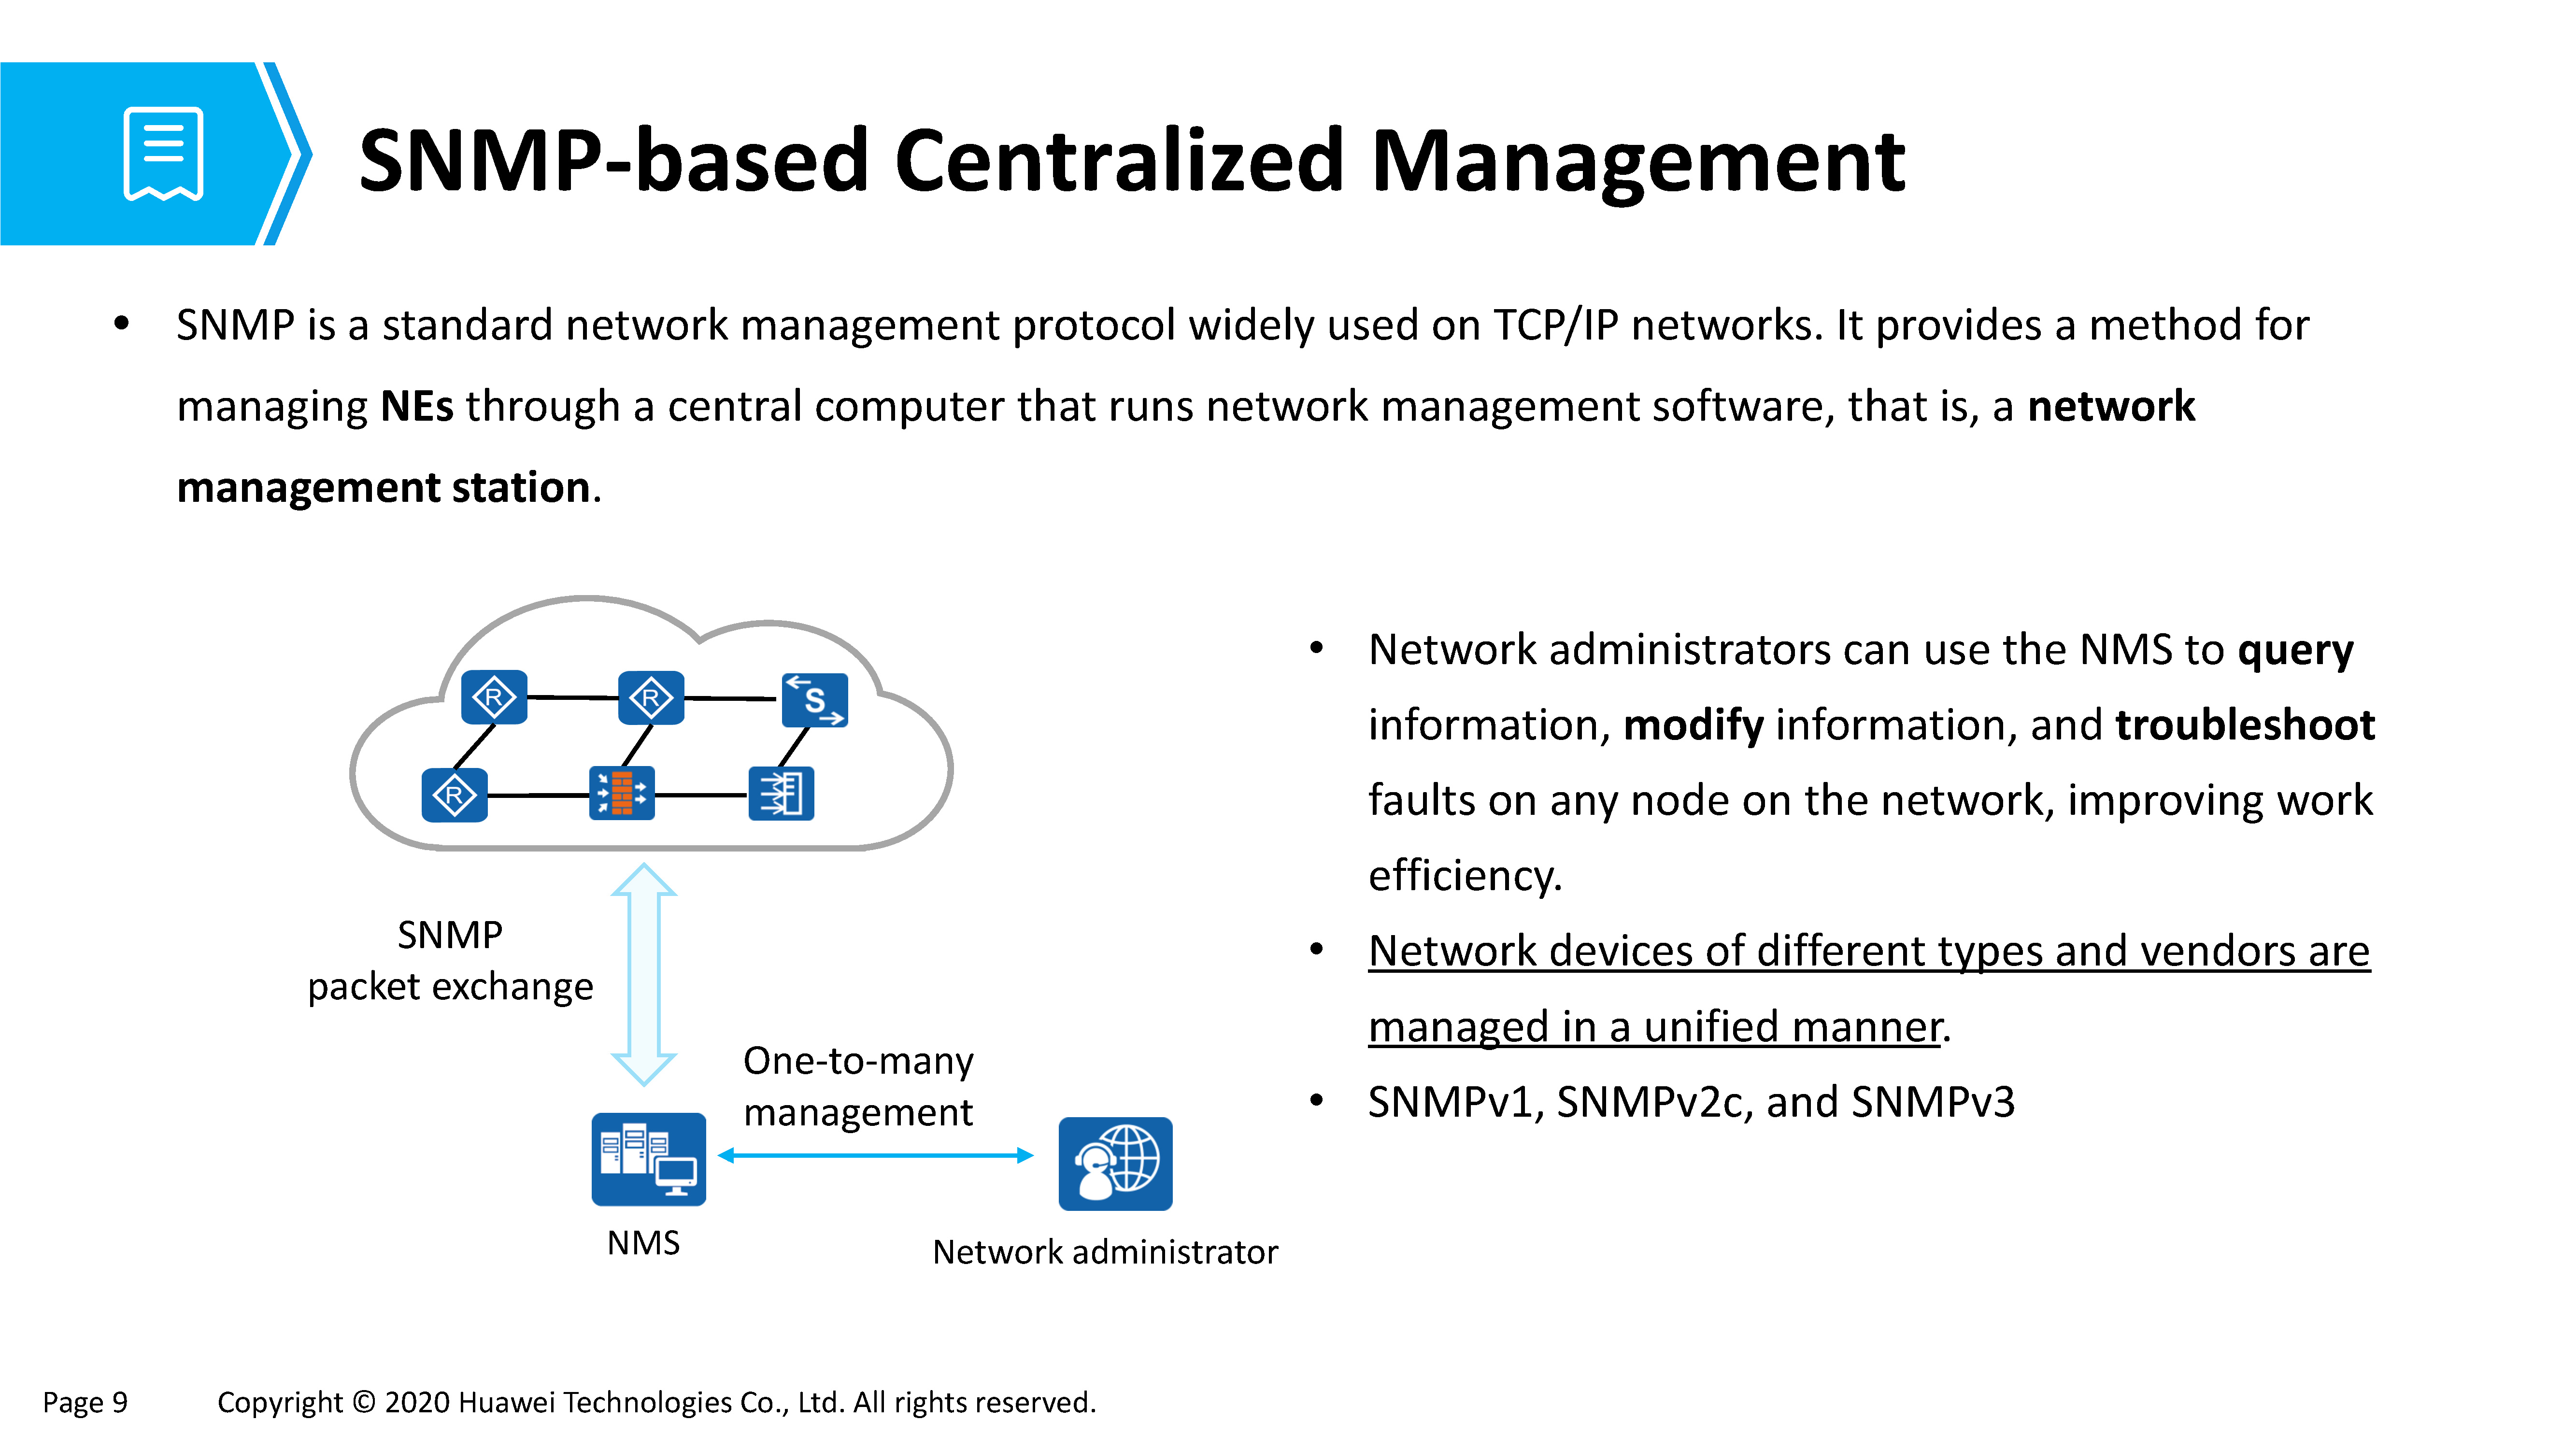 SNMP-based Centralized Management
• SNMP is a standard network management protocol widely used on TCP/IP networks. It provides a method for
managing NEs through a central computer that runs network management software, that is, a network
management station.
R
R
S
R
SNMP
packet exchange
One-to-many
management
NMS
Network administrator
• Network administrators can use the NMS to query
information, modify information, and troubleshoot
faults on any node on the network, improving work
efficiency.
• Network devices of different types and vendors are
managed in a unified manner.
• SNMPv1, SNMPv2c, and SNMPv3
Page 9
Copyright © 2020 Huawei Technologies Co., Ltd. All rights reserved.